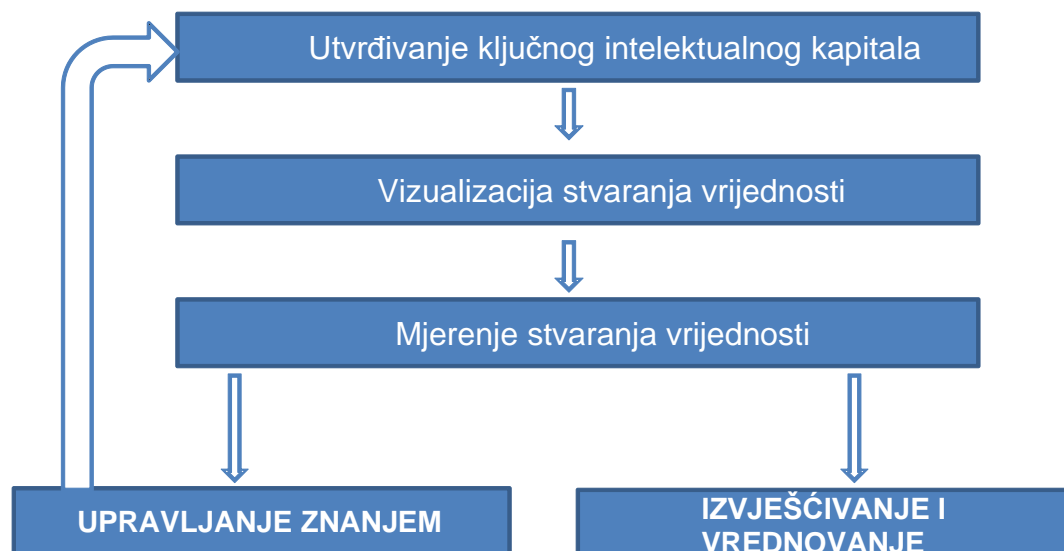 Utvrđivanje ključnog intelektualnog kapitala
Vizualizacija stvaranja vrijednosti
Mjerenje stvaranja vrijednosti
UPRAVLJANJE ZNANJEM
IZVJEŠĆIVANJE I
VREDNOVANJE